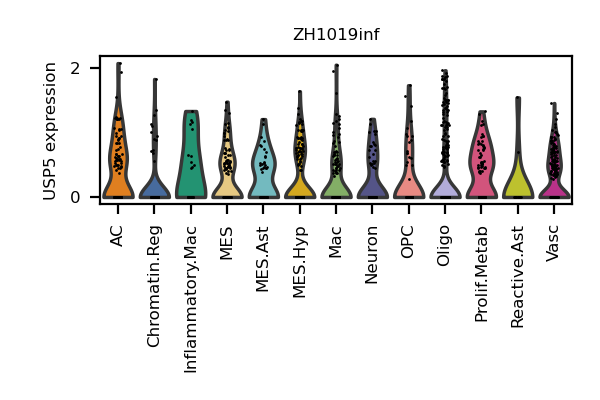 ZH1019inf
USP5 expression
2
0
AC
Chromatin.Reg
Inflammatory.Mac
MES
MES.Ast
MES.Hyp
Mac
Neuron
OPC
Oligo
Prolif.Metab
Reactive.Ast
Vasc